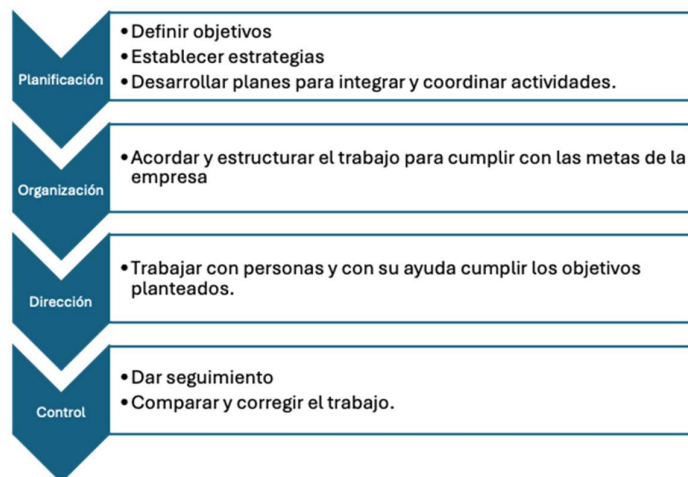 Planificación
•Definir objetivos
•Establecer estrategias
•Desarrollar planes para integrar y coordinar actividades.
Organización
•Acordar y estructurar el trabajo para cumplir con las metas de la
empresa
Dirección
•Trabajar con personas y con su ayuda cumplir los objetivos
planteados.
Control
•Dar seguimiento
•Comparar y corregir el trabajo.